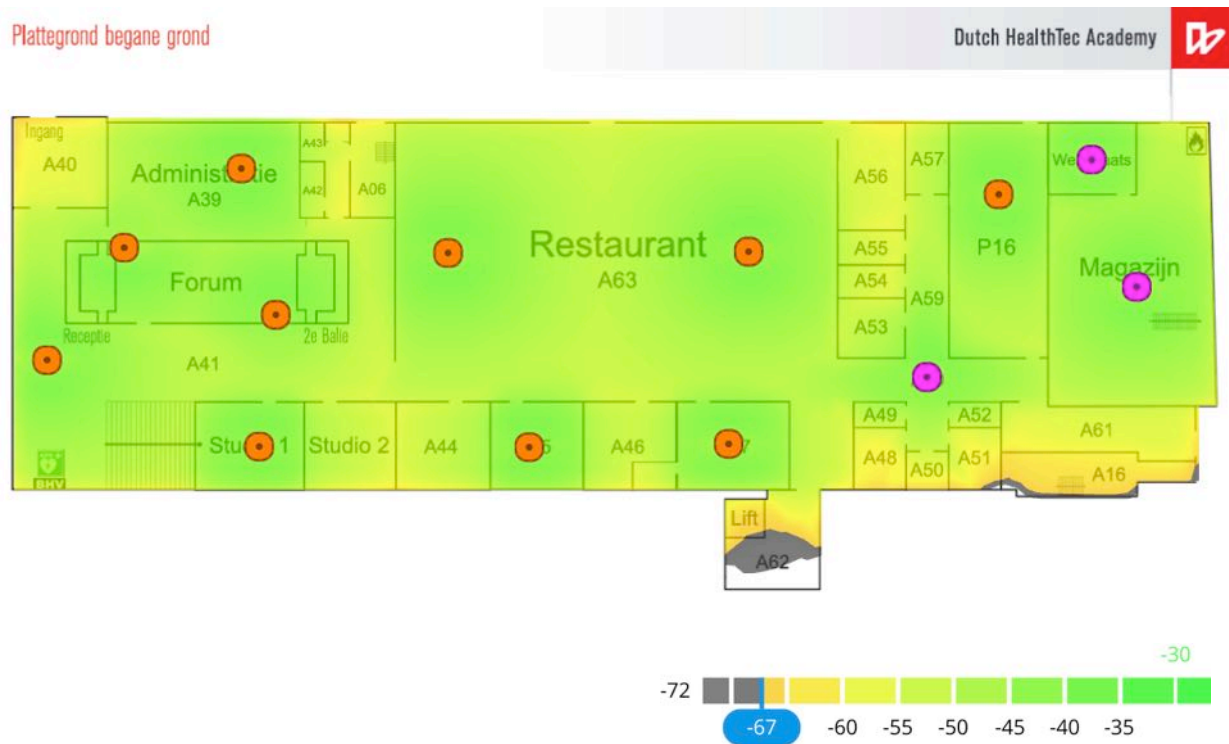 Plattegrond begane grond
Dutch HealthTec Academy
Ingang
A40
Administratie
A39
A43
A42
A06
Forum
Receptie
2e Balie
A41
Restaurant
A63
A56
A57
A55
A54
A53
A59
P16
Magazijn
Studio 2
A44
A46
A49
A52
A48
A50
A51
A61
A16
BHV
Lift
A62
-30
-72
-67 -60 -55 -50 -45 -40 -35